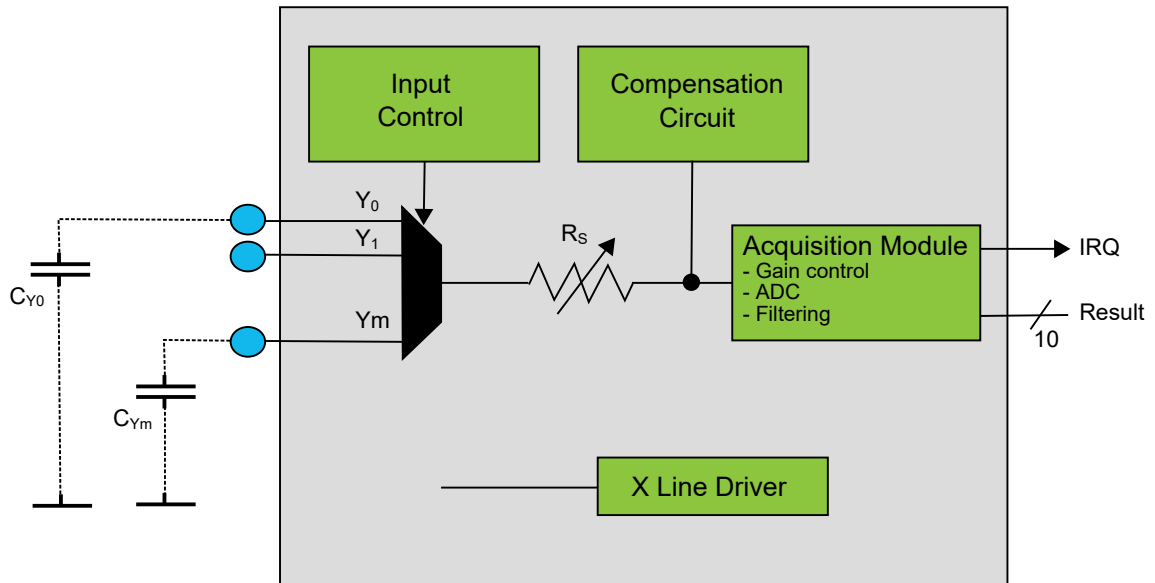 Input
Control
Compensation
Circuit
Y0
Y1
Ym
RS
Acquisition Module
- Gain control
- ADC
- Filtering
IRQ
Result
10
CY0
CYm
X Line Driver